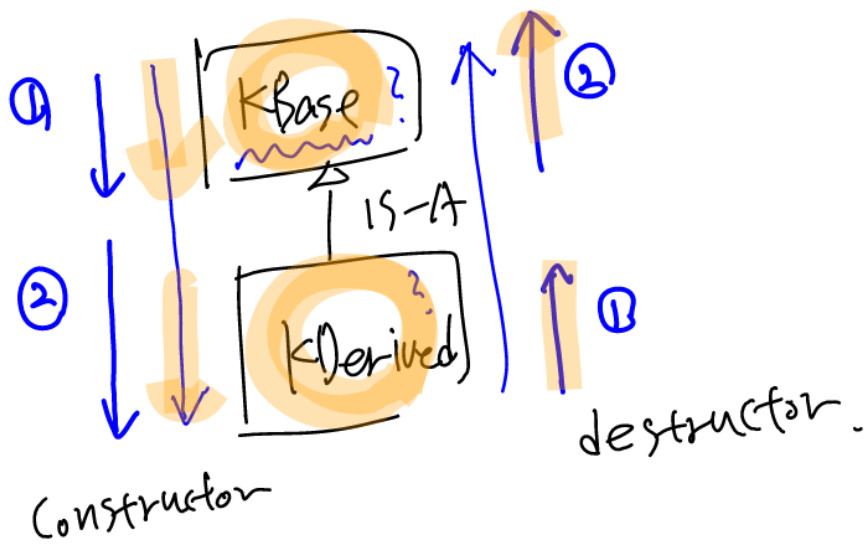 ①
KBase ?
②
IS-A
②
?
KDerived
①
destructor.
Constructor